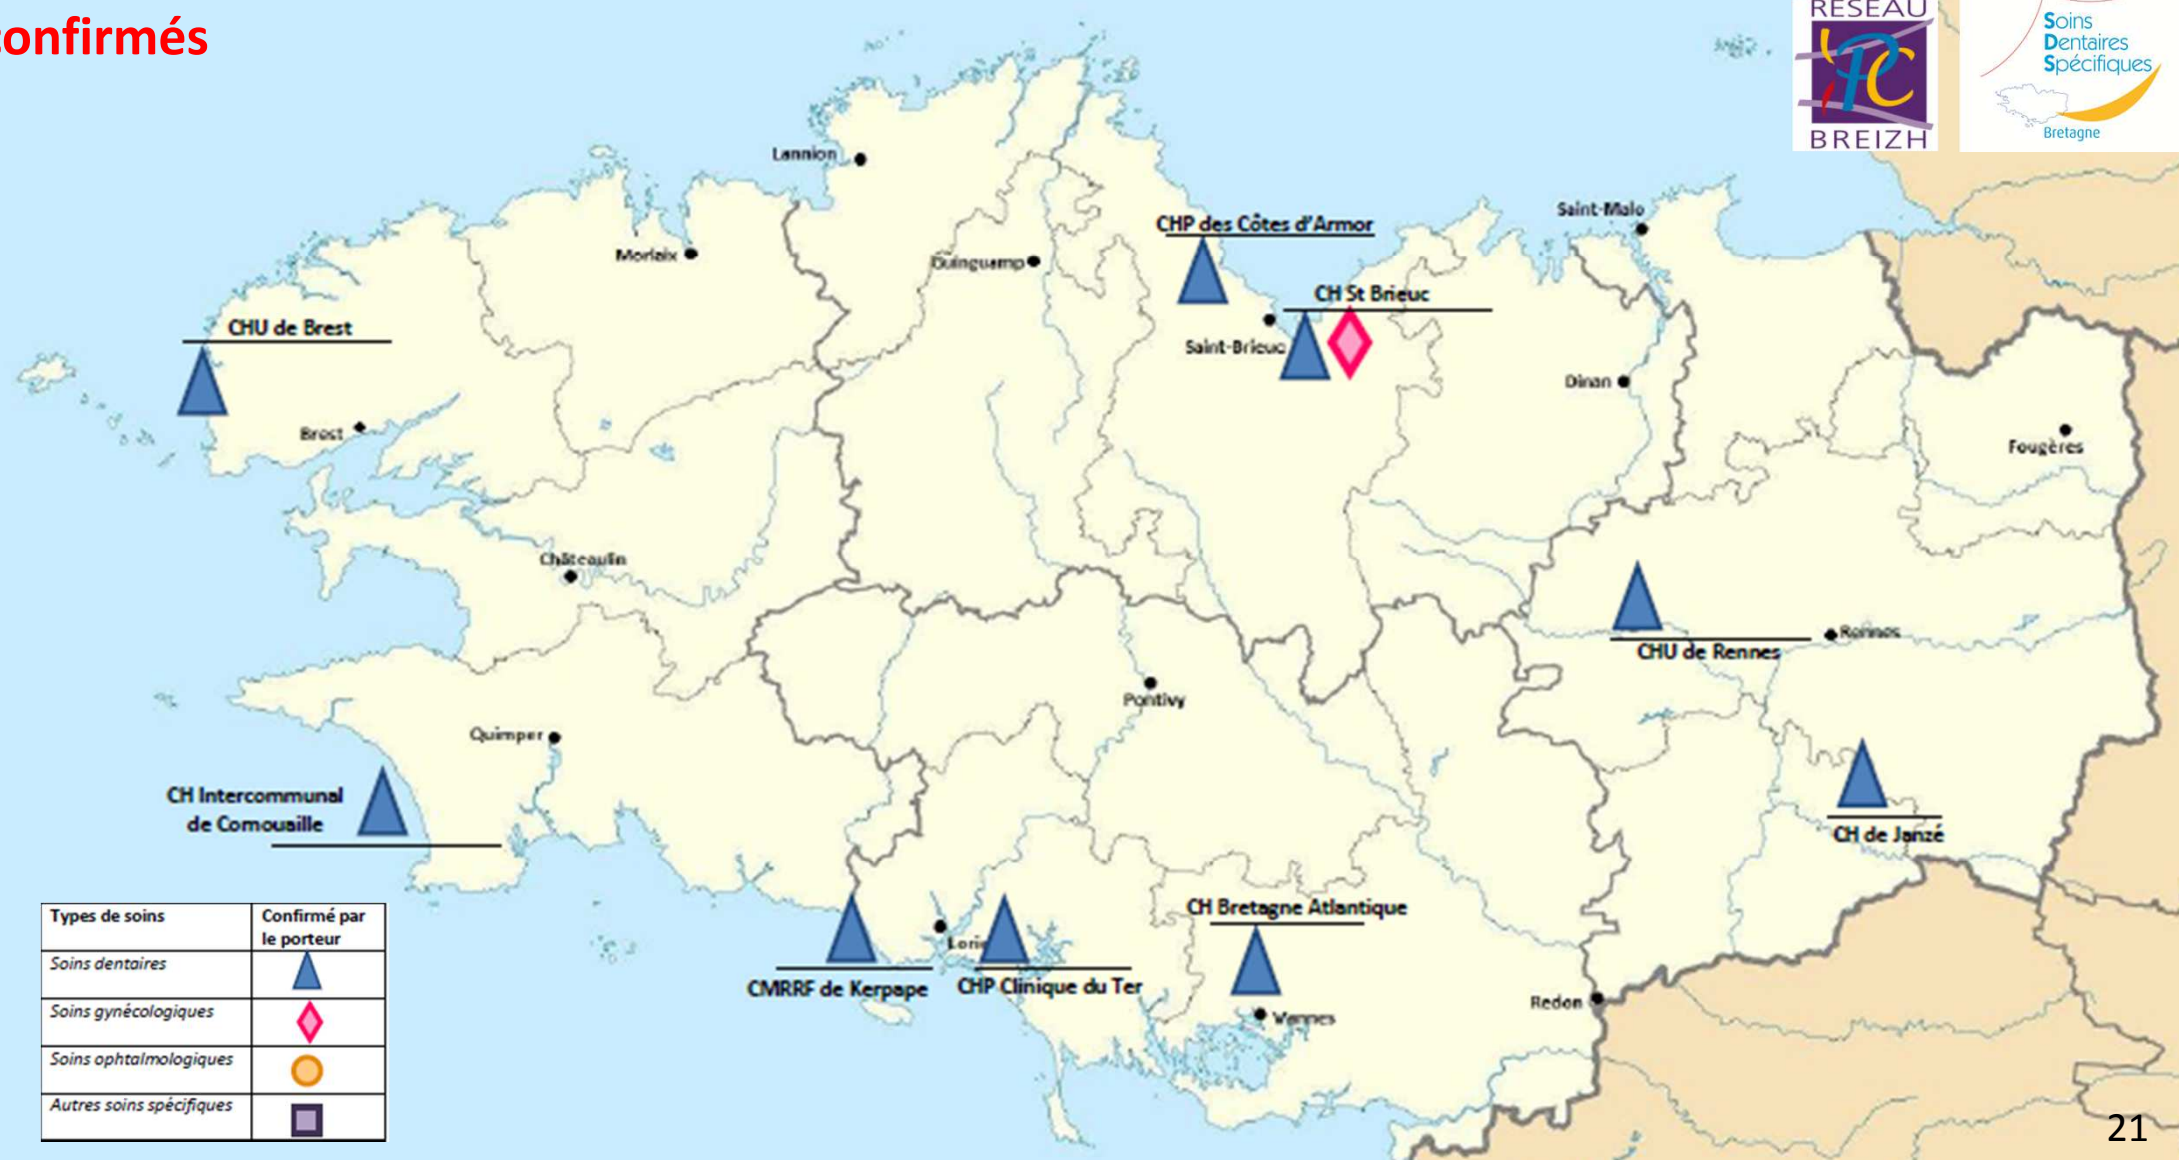 confirmés
RESEAU
PC
BREIZH
Soins
Dentaires
Spécifiques
Bretagne
Lannion
Saint-Malo
CHP des Côtes d'Armor
Morlaix
Guinguamp
CH St Brieuc
CHU de Brest
Saint-Brieuc
Dinan
Brest
Fougères
Châteaulin
Rennes
CHU de Rennes
Pontivy
Quimper
CH Intercommunal
de Cornouaille
CH de Janzé
CH Bretagne Atlantique
CMRRF de Kerpape
CHP Clinique du Ter
Redon
Vannes
Types de soins
Confirmé par
le porteur
Soins dentaires
Soins gynécologiques
Soins ophtalmologiques
Autres soins spécifiques
21